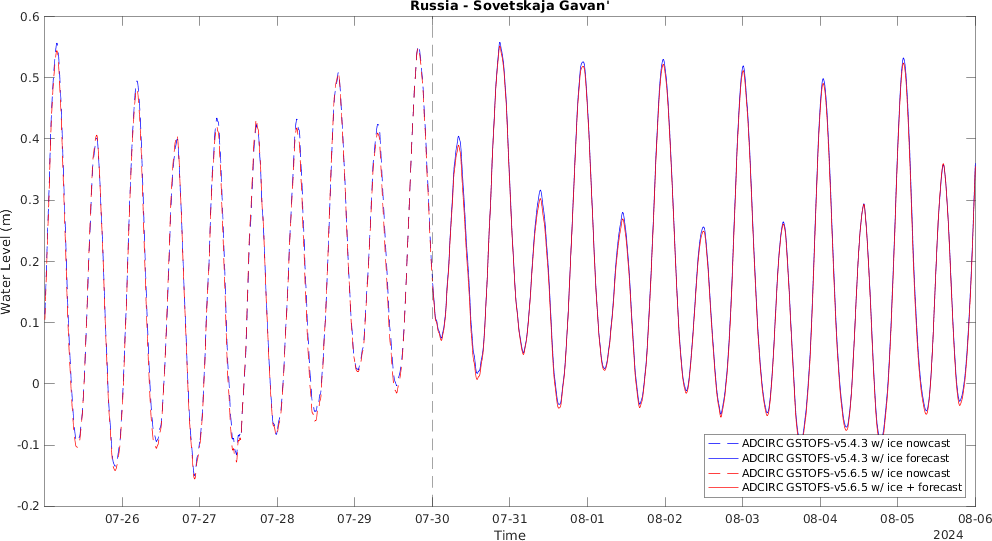 Russia - Sovetskaja Gavan'
0.6
0.5
0.4
0.3
0.2
0.1
0
-0.1
-0.2
Water Level (m)
ADCIRC GSTOFS-v5.4.3 w/ ice nowcast
ADCIRC GSTOFS-v5.4.3 w/ ice forecast
ADCIRC GSTOFS-v5.6.5 w/ ice nowcast
ADCIRC GSTOFS-v5.6.5 w/ ice + forecast
07-26 07-27 07-28 07-29 07-30 07-31 08-01 08-02 08-03 08-04 08-05 08-06
Time
2024